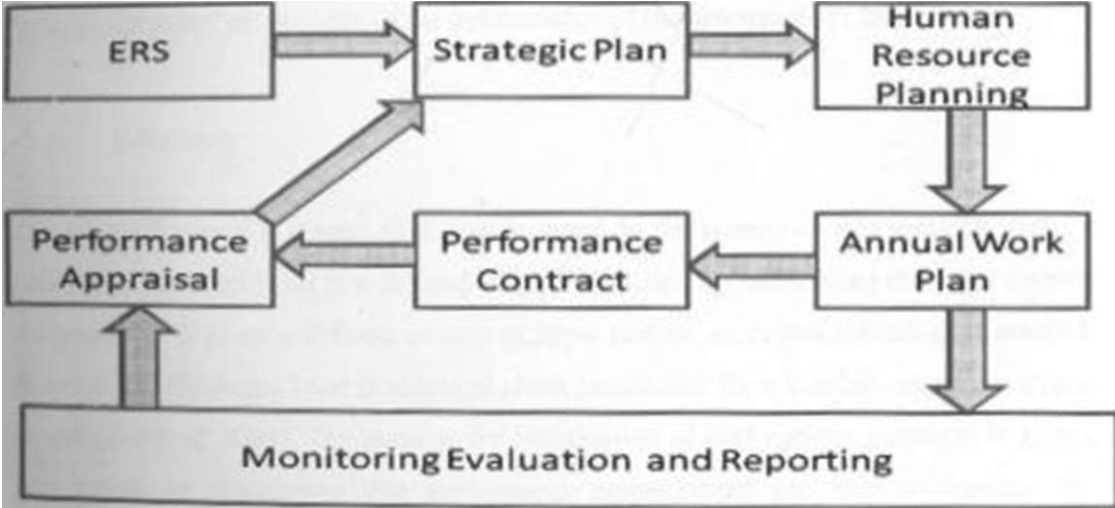 ERS
Strategic Plan
Human
Resource
Planning
Performance
Appraisal
Performance
Contract
Annual Work
Plan
Monitoring Evaluation and Reporting